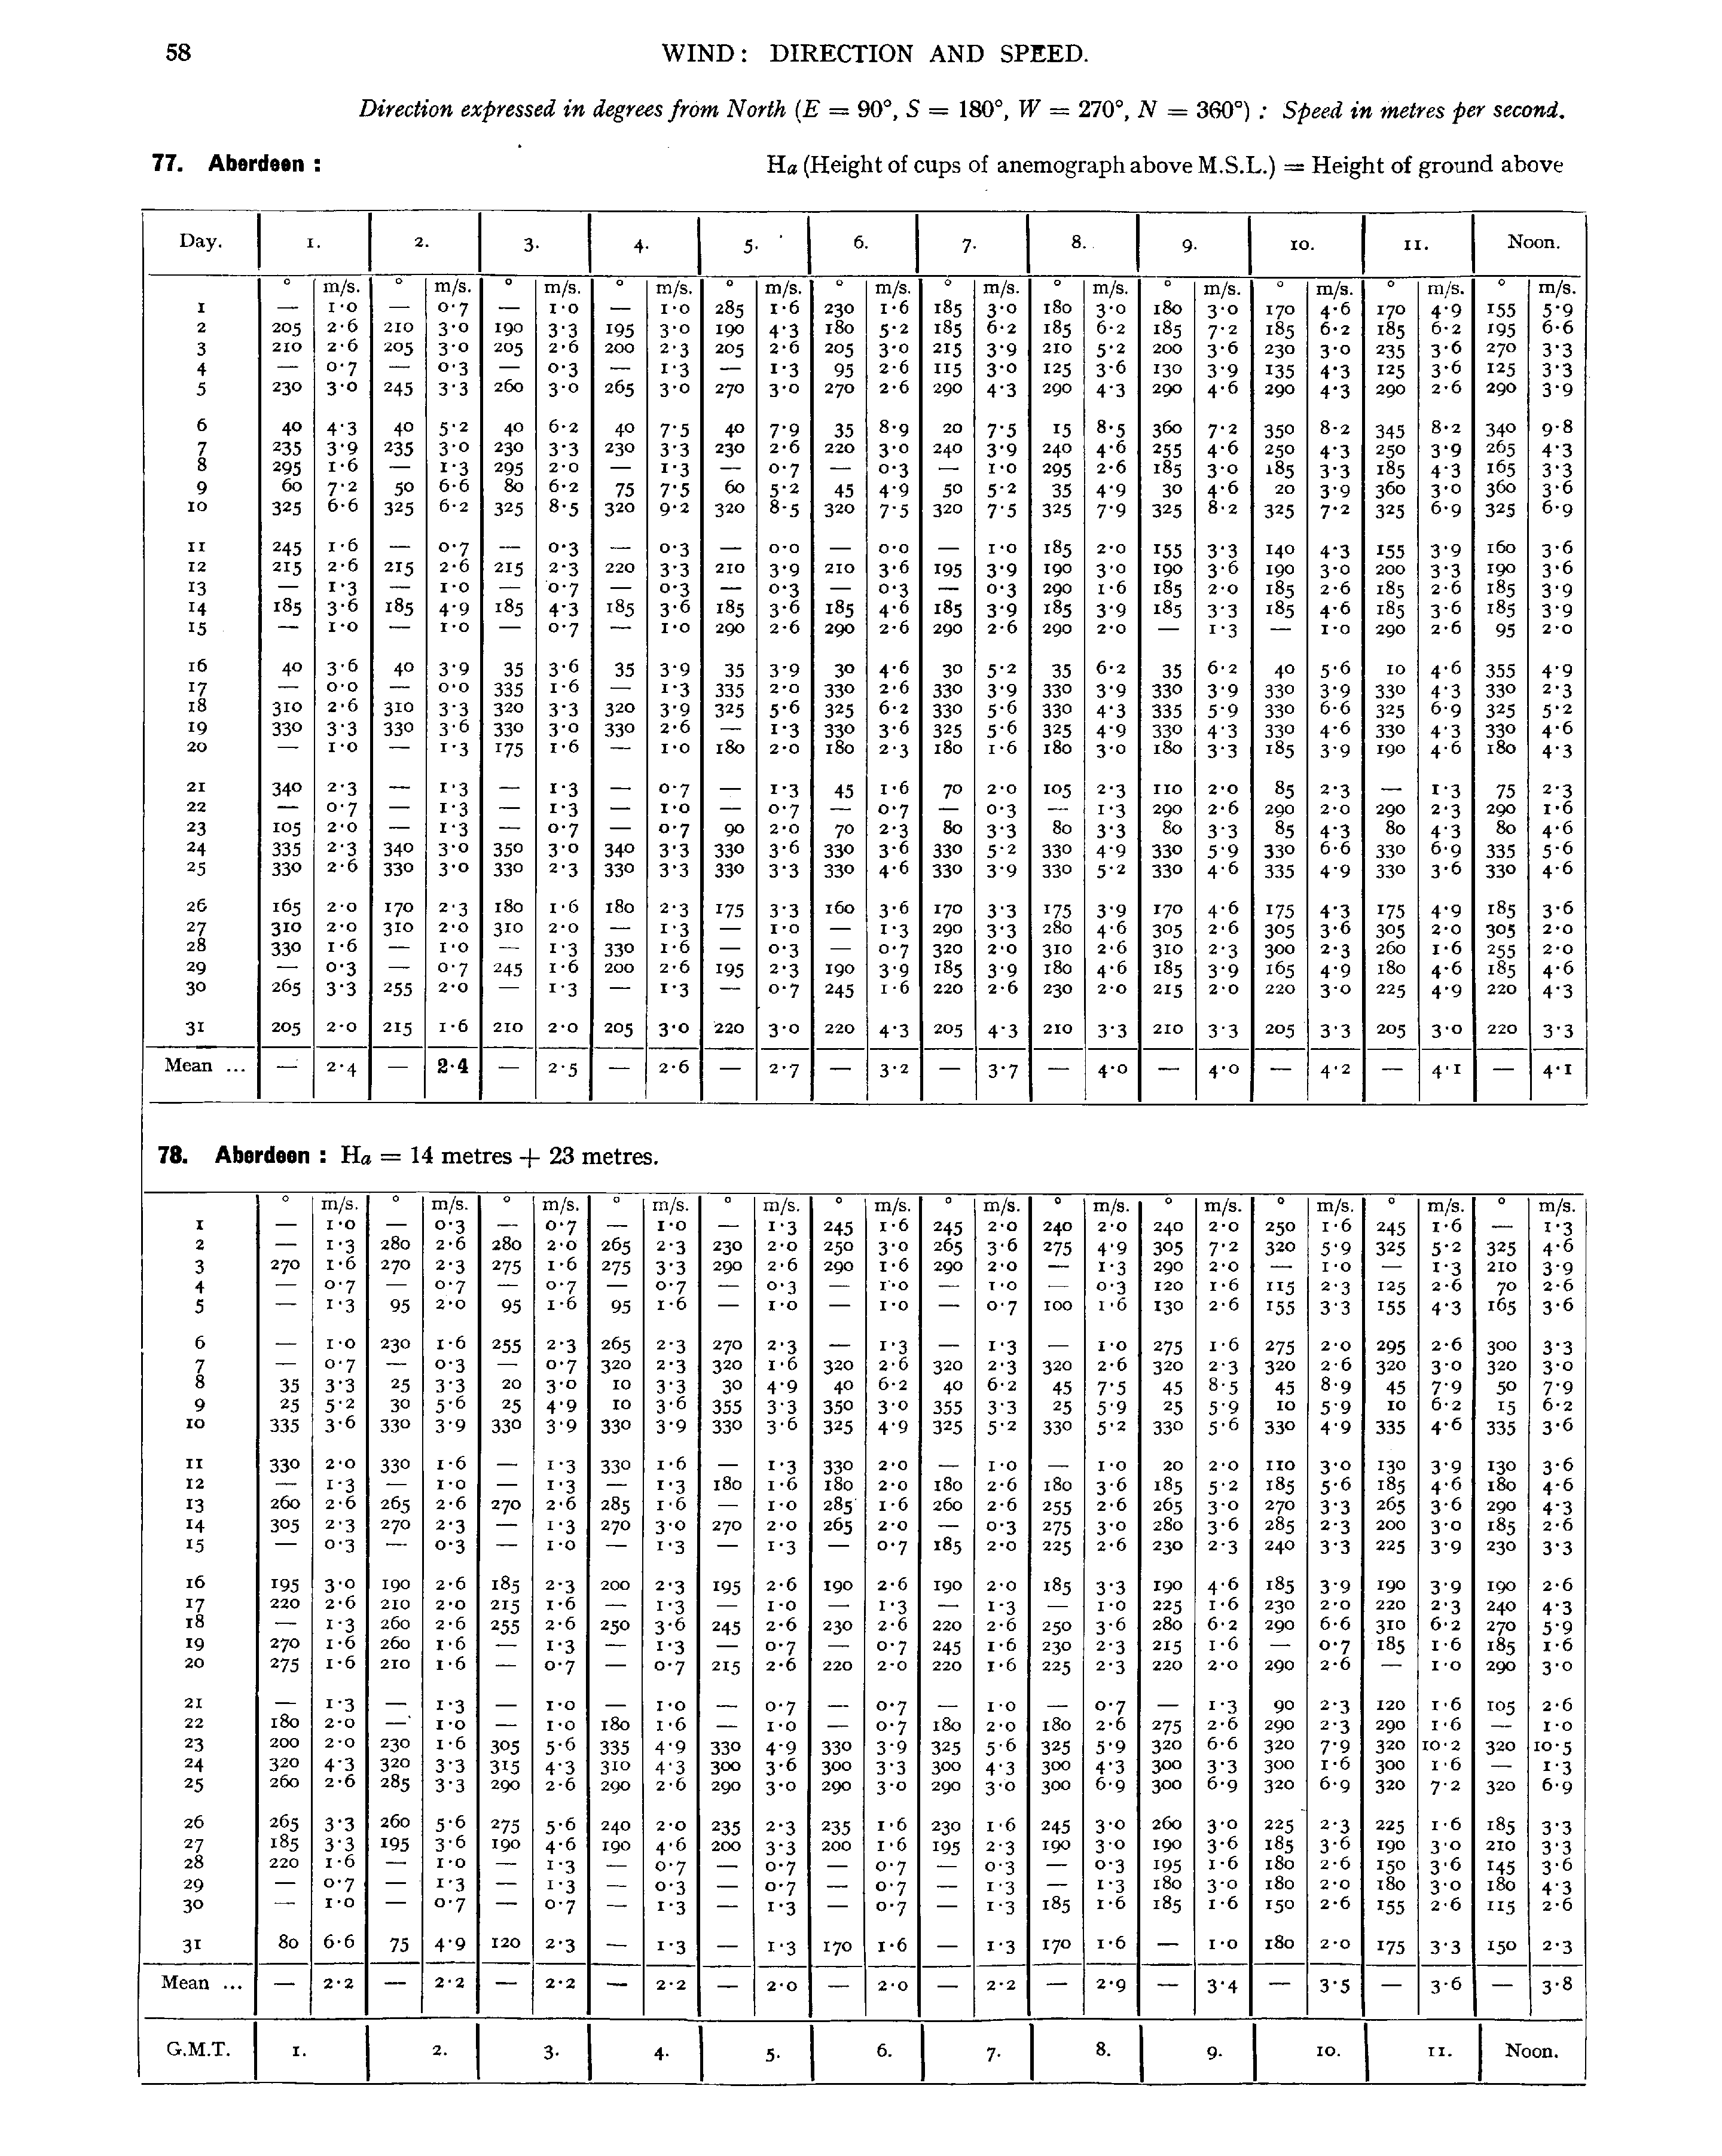 58
WIND: DIRECTION AND SPEED.
Direction expressed in degrees from North (E = 90°, S = 180°, W = 270°, N = 360°) : Speed in metres per second.
77. Aberdeen : Ha (Height of cups of anemograph above M.S.L.) = Height of ground above
Day. 1. 2. 3. 4. 5. 6. 7. 8. 9. 10. 11. Noon.
° m/s. ° m/s. ° m/s. ° m/s. ° m/s. ° m/s. ° m/s. ° m/s. ° m/s. ° m/s. ° m/s. ° m/s.
1 — 1·0 — 0·7 — 1·0 — 1·0 285 1·6 230 1·6 185 3·0 180 3·0 180 3·0 170 4·6 170 4·9 155 5·9
2 205 2·6 210 3·0 190 3·3 195 3·0 190 4·3 180 5·2 185 6·2 185 6·2 185 7·2 185 6·2 185 6·2 195 6·6
3 210 2·6 205 3·0 205 2·6 200 2·3 205 2·6 205 3·0 215 3·9 210 5·2 200 3·6 230 3·0 235 3·6 270 3·3
4 — 0·7 — 0·3 — 0·3 — 1·3 — 1·3 95 2·6 115 3·0 125 3·6 130 3·9 135 4·3 125 3·6 125 3·3
5 230 3·0 245 3·3 260 3·0 265 3·0 270 3·0 270 2·6 290 4·3 290 4·3 290 4·6 290 4·3 290 2·6 290 3·9
6 40 4·3 40 5·2 40 6·2 40 7·5 40 7·9 35 8·9 20 7·5 15 8·5 360 7·2 350 8·2 345 8·2 340 9·8
7 235 3·9 235 3·0 230 3·3 230 3·3 230 2·6 220 3·0 240 3·9 240 4·6 255 4·6 250 4·3 250 3·9 265 4·3
8 295 1·6 — 1·3 295 2·0 — 1·3 — 0·7 — 0·3 — 1·0 295 2·6 185 3·0 185 3·3 185 4·3 165 3·3
9 60 7·2 50 6·6 80 6·2 75 7·5 60 5·2 45 4·9 50 5·2 35 4·9 30 4·6 20 3·9 360 3·0 360 3·6
10 325 6·6 325 6·2 325 8·5 320 9·2 320 8·5 320 7·5 320 7·5 325 7·9 325 8·2 325 7·2 325 6·9 325 6·9
11 245 1·6 — 0·7 — 0·3 — 0·3 — 0·0 — 0·0 — 1·0 185 2·0 155 3·3 140 4·3 155 3·9 160 3·6
12 215 2·6 215 2·6 215 2·3 220 3·3 210 3·9 210 3·6 195 3·9 190 3·0 190 3·6 190 3·0 200 3·3 190 3·6
13 — 1·3 — 1·0 — 0·7 — 0·3 — 0·3 — 0·3 — 0·3 290 1·6 185 2·0 185 2·6 185 2·6 185 3·9
14 185 3·6 185 4·9 185 4·3 185 3·6 185 3·6 185 4·6 185 3·9 185 3·9 185 3·3 185 4·6 185 3·6 185 3·9
15 — 1·0 — 1·0 — 0·7 — 1·0 290 2·6 290 2·6 290 2·6 290 2·0 — 1·3 — 1·0 290 2·6 95 2·0
16 40 3·6 40 3·9 35 3·6 35 3·9 35 3·9 30 4·6 30 5·2 35 6·2 35 6·2 40 5·6 10 4·6 355 4·9
17 — 0·0 — 0·0 335 1·6 — 1·3 335 2·0 330 2·6 330 3·9 330 3·9 330 3·9 330 3·9 330 4·3 330 2·3
18 310 2·6 310 3·3 320 3·3 320 3·9 325 5·6 325 6·2 330 5·6 330 4·3 335 5·9 330 6·6 325 6·9 325 5·2
19 330 3·3 330 3·6 330 3·0 330 2·6 — 1·3 330 3·6 325 5·6 325 4·9 330 4·3 330 4·6 330 4·3 330 4·6
20 — 1·0 — 1·3 175 1·6 — 1·0 180 2·0 180 2·3 180 1·6 180 3·0 180 3·3 185 3·9 190 4·6 180 4·3
21 340 2·3 — 1·3 — 1·3 — 0·7 — 1·3 45 1·6 70 2·0 105 2·3 110 2·0 85 2·3 — 1·3 75 2·3
22 — 0·7 — 1·3 — 1·3 — 1·0 — 0·7 — 0·7 — 0·3 — 1·3 290 2·6 290 2·0 290 2·3 290 1·6
23 105 2·0 — 1·3 — 0·7 — 0·7 90 2·0 70 2·3 80 3·3 80 3·3 80 3·3 85 4·3 80 4·3 80 4·6
24 335 2·3 340 3·0 350 3·0 340 3·3 330 3·6 330 3·6 330 5·2 330 4·9 330 5·9 330 6·6 330 6·9 335 5·6
25 330 2·6 330 3·0 330 2·3 330 3·3 330 3·3 330 4·6 330 3·9 330 5·2 330 4·6 335 4·9 330 3·6 330 4·6
26 165 2·0 170 2·3 180 1·6 180 2·3 175 3·3 160 3·6 170 3·3 175 3·9 170 4·6 175 4·3 175 4·9 185 3·6
27 310 2·0 310 2·0 310 2·0 — 1·3 — 1·0 — 1·3 290 3·3 280 4·6 305 2·6 305 3·6 305 2·0 305 2·0
28 330 1·6 — 1·0 — 1·3 330 1·6 — 0·3 — 0·7 320 2·0 310 2·6 310 2·3 300 2·3 260 1·6 255 2·0
29 — 0·3 — 0·7 245 1·6 200 2·6 195 2·3 190 3·9 185 3·9 180 4·6 185 3·9 165 4·9 180 4·6 185 4·6
30 265 3·3 255 2·0 — 1·3 — 1·3 — 0·7 245 1·6 220 2·6 230 2·0 215 2·0 220 3·0 225 4·9 220 4·3
31 205 2·0 215 1·6 210 2·0 205 3·0 220 3·0 220 4·3 205 4·3 210 3·3 210 3·3 205 3·3 205 3·0 220 3·3
Mean ... — 2·4 — 2·4 — 2·5 — 2·6 — 2·7 — 3·2 — 3·7 — 4·0 — 4·0 — 4·2 — 4·1 — 4·1
78. Aberdeen : Ha = 14 metres + 23 metres.
° m/s. ° m/s. ° m/s. ° m/s. ° m/s. ° m/s. ° m/s. ° m/s. ° m/s. ° m/s. ° m/s. ° m/s.
1 — 1·0 — 0·3 — 0·7 — 1·0 — 1·3 245 1·6 245 2·0 240 2·0 240 2·0 250 1·6 245 1·6 — 1·3
2 — 1·3 280 2·6 280 2·0 265 2·3 230 2·0 250 3·0 265 3·6 275 4·9 305 7·2 320 5·9 325 5·2 325 4·6
3 270 1·6 270 2·3 275 1·6 275 3·3 290 2·6 290 1·6 290 2·0 — 1·3 290 2·0 — 1·0 — 1·3 210 3·9
4 — 0·7 — 0·7 — 0·7 — 0·7 — 0·3 — 1·0 — 1·0 — 0·3 120 1·6 115 2·3 125 2·6 70 2·6
5 — 1·3 95 2·0 95 1·6 95 1·6 — 1·0 — 1·0 — 0·7 100 1·6 130 2·6 155 3·3 155 4·3 165 3·6
6 — 1·0 230 1·6 255 2·3 265 2·3 270 2·3 — 1·3 — 1·3 — 1·0 275 1·6 275 2·0 295 2·6 300 3·3
7 — 0·7 — 0·3 — 0·7 320 2·3 320 1·6 320 2·6 320 2·3 320 2·6 320 2·3 320 2·6 320 3·0 320 3·0
8 35 3·3 25 3·3 20 3·0 10 3·3 30 4·9 40 6·2 40 6·2 45 7·5 45 8·5 45 8·9 45 7·9 50 7·9
9 25 5·2 30 5·6 25 4·9 10 3·6 355 3·3 350 3·0 355 3·3 25 5·9 25 5·9 10 5·9 10 6·2 15 6·2
10 335 3·6 330 3·9 330 3·9 330 3·9 330 3·6 325 4·9 325 5·2 330 5·2 330 5·6 330 4·9 335 4·6 335 3·6
11 330 2·0 330 1·6 — 1·3 330 1·6 — 1·3 330 2·0 — 1·0 — 1·0 20 2·0 110 3·0 130 3·9 130 3·6
12 — 1·3 — 1·0 — 1·3 — 1·3 180 1·6 180 2·0 180 2·6 180 3·6 185 5·2 185 5·6 185 4·6 180 4·6
13 260 2·6 265 2·6 270 2·6 285 1·6 — 1·0 285 1·6 260 2·6 255 2·6 265 3·0 270 3·3 265 3·6 290 4·3
14 305 2·3 270 2·3 — 1·3 270 3·0 270 2·0 265 2·0 — 0·3 275 3·0 280 3·6 285 2·3 200 3·0 185 2·6
15 — 0·3 — 0·3 — 1·0 — 1·3 — 1·3 — 0·7 185 2·0 225 2·6 230 2·3 240 3·3 225 3·9 230 3·3
16 195 3·0 190 2·6 185 2·3 200 2·3 195 2·6 190 2·6 190 2·0 185 3·3 190 4·6 185 3·9 190 3·9 190 2·6
17 220 2·6 210 2·0 215 1·6 — 1·3 — 1·0 — 1·3 — 1·3 — 1·0 225 1·6 230 2·0 220 2·3 240 4·3
18 — 1·3 260 2·6 255 2·6 250 3·6 245 2·6 230 2·6 220 2·6 250 3·6 280 6·2 290 6·6 310 6·2 270 5·9
19 270 1·6 260 1·6 — 1·3 — 1·3 — 0·7 — 0·7 245 1·6 230 2·3 215 1·6 — 0·7 185 1·6 185 1·6
20 275 1·6 210 1·6 — 0·7 — 0·7 215 2·6 220 2·0 220 1·6 225 2·3 220 2·0 290 2·6 — 1·0 290 3·0
21 — 1·3 — 1·3 — 1·0 — 1·0 — 0·7 — 0·7 — 1·0 — 0·7 — 1·3 90 2·3 120 1·6 105 2·6
22 180 2·0 — 1·0 — 1·0 180 1·6 — 1·0 — 0·7 180 2·0 180 2·6 275 2·6 290 2·3 290 1·6 — 1·0
23 200 2·0 230 1·6 305 5·6 335 4·9 330 4·9 330 3·9 325 5·6 325 5·9 320 6·6 320 7·9 320 10·2 320 10·5
24 320 4·3 320 3·3 315 4·3 310 4·3 300 3·6 300 3·3 300 4·3 300 4·3 300 3·3 300 1·6 300 1·6 — 1·3
25 260 2·6 285 3·3 290 2·6 290 2·6 290 3·0 290 3·0 290 3·0 300 6·9 300 6·9 320 6·9 320 7·2 320 6·9
26 265 3·3 260 5·6 275 5·6 240 2·0 235 2·3 235 1·6 230 1·6 245 3·0 260 3·0 225 2·3 225 1·6 185 3·3
27 185 3·3 195 3·6 190 4·6 190 4·6 200 3·3 200 1·6 195 2·3 190 3·0 190 3·6 185 3·6 190 3·0 210 3·3
28 220 1·6 — 1·0 — 1·3 — 0·7 — 0·7 — 0·7 — 0·3 — 0·3 195 1·6 180 2·6 150 3·6 145 3·6
29 — 0·7 — 1·3 — 1·3 — 0·3 — 0·7 — 0·7 — 1·3 — 1·3 180 3·0 180 2·0 180 3·0 180 4·3
30 — 1·0 — 0·7 — 0·7 — 1·3 — 1·3 — 0·7 — 1·3 185 1·6 185 1·6 150 2·6 155 2·6 115 2·6
31 80 6·6 75 4·9 120 2·3 — 1·3 — 1·3 170 1·6 — 1·3 170 1·6 — 1·0 180 2·0 175 3·3 150 2·3
Mean ... — 2·2 — 2·2 — 2·2 — 2·2 — 2·0 — 2·0 — 2·2 — 2·9 — 3·4 — 3·5 — 3·6 — 3·8
G.M.T. 1. 2. 3. 4. 5. 6. 7. 8. 9. 10. 11. Noon.